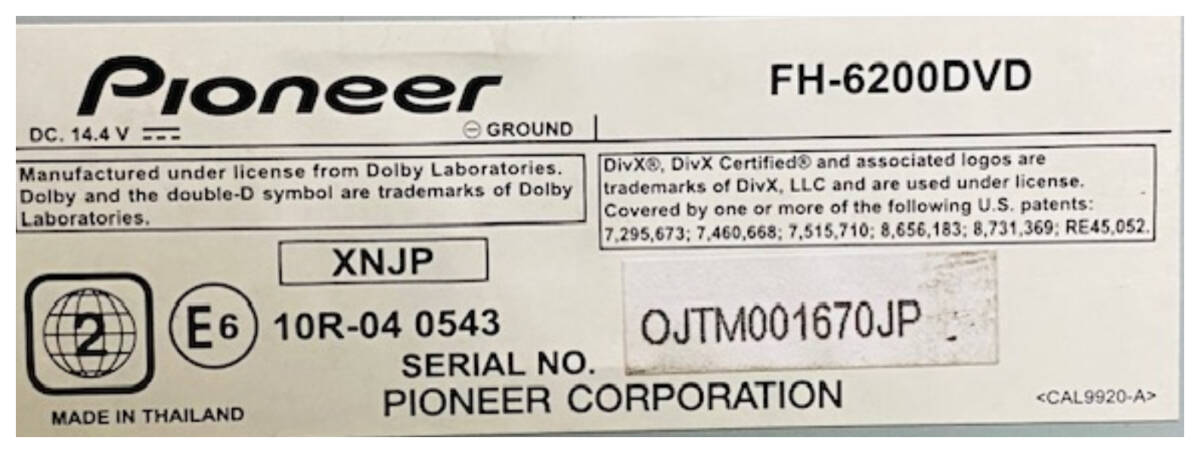 Pioneer
FH-6200DVD
DC. 14.4 V
GROUND
Manufactured under license from Dolby Laboratories.
Dolby and the double-D symbol are trademarks of Dolby
Laboratories.
DivX®, DivX Certified® and associated logos are
trademarks of DivX, LLC and are used under license.
Covered by one or more of the following U.S. patents:
7,295,673; 7,460,668; 7,515,710; 8,656,183; 8,731,369; RE45,052.
XNJP
2
E6
10R-04 0543
SERIAL NO.
OJTM001670JP
PIONEER CORPORATION
MADE IN THAILAND
<CAL9920-A>